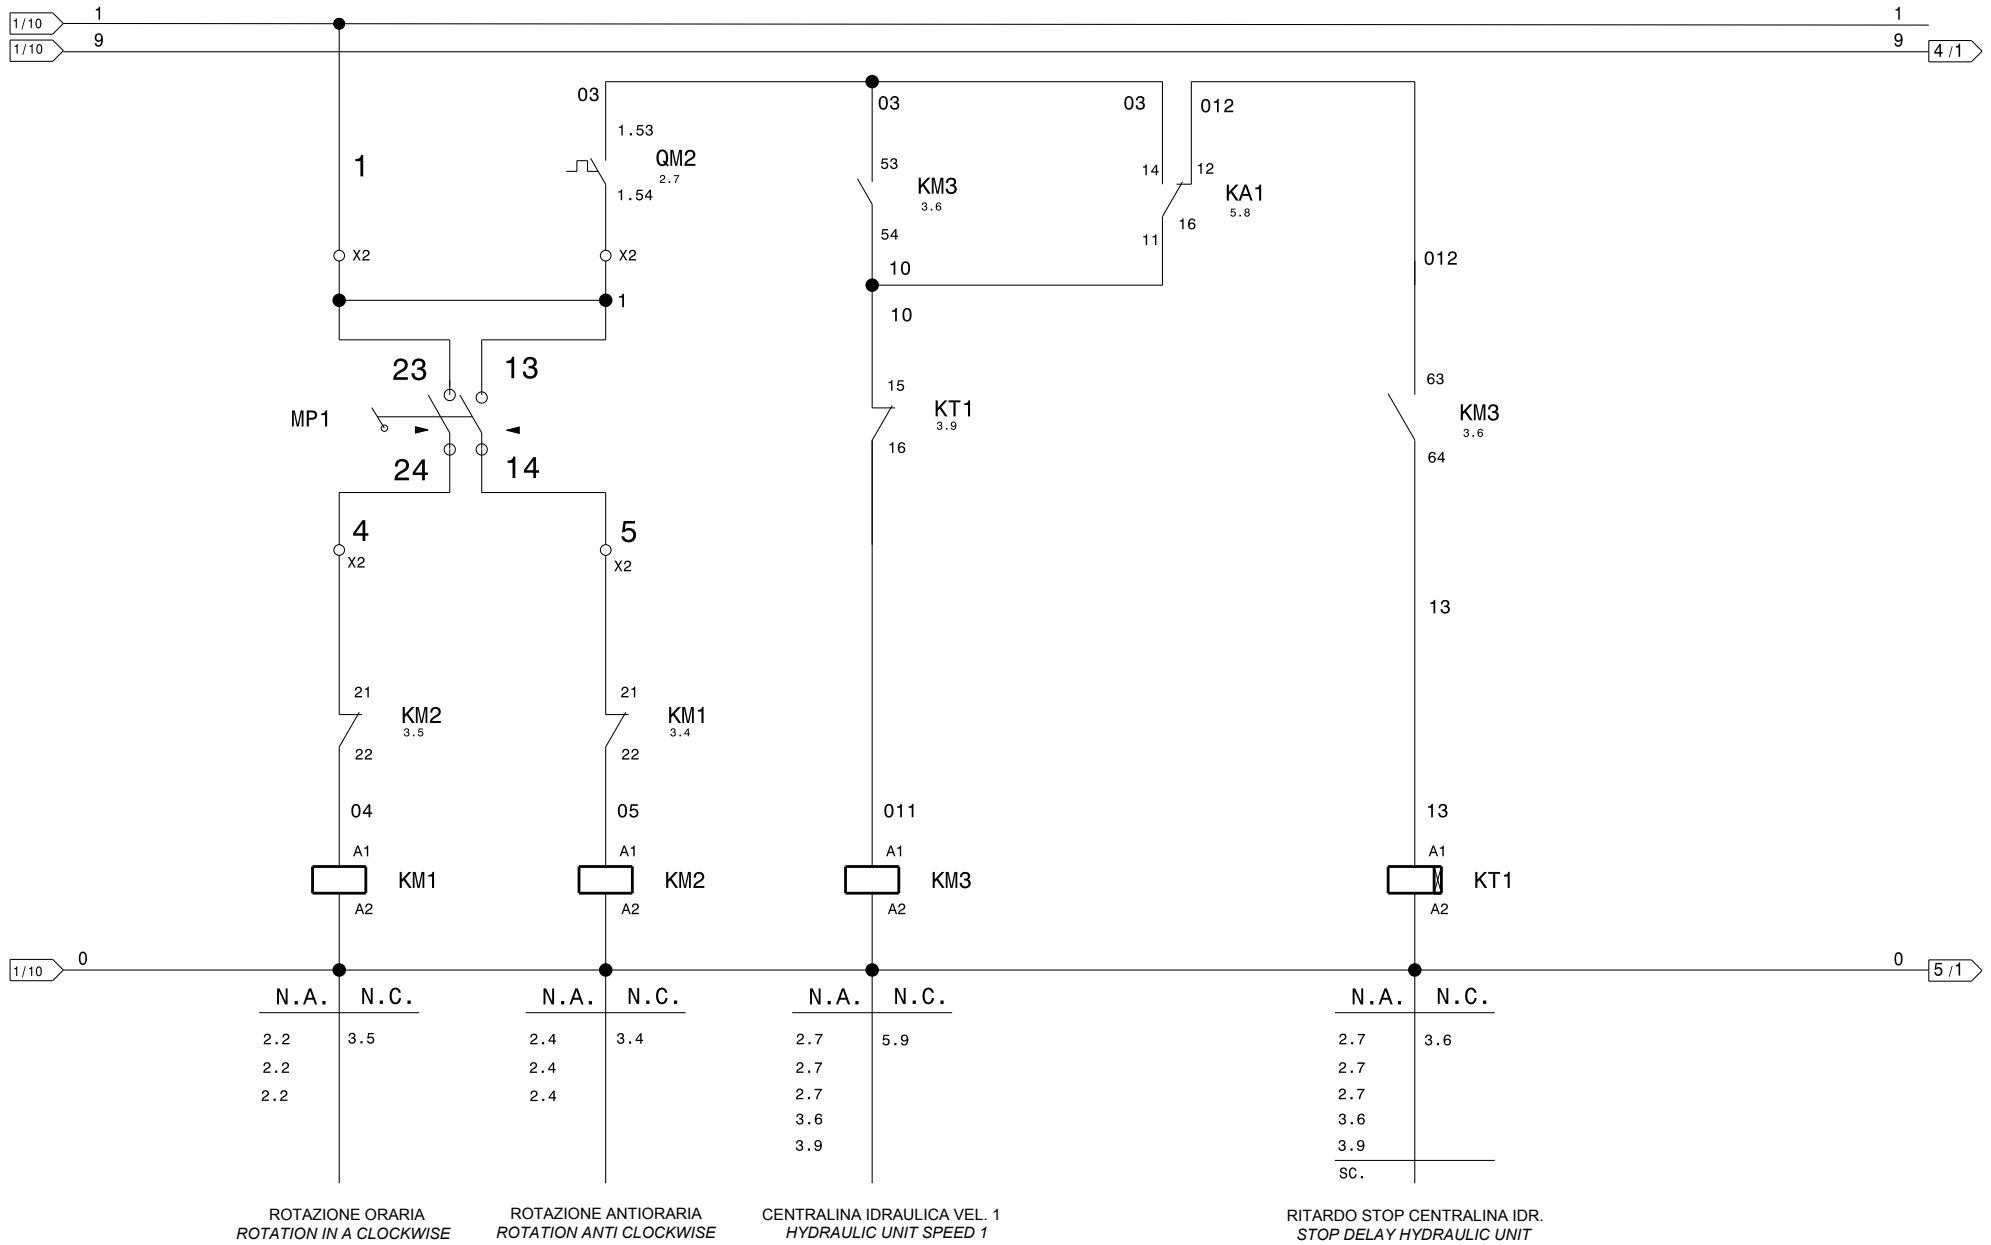 1/10 1 1
1/10 9 9 4/1
03 03 03 012
1.53
1 QM2
2.7
53 14 12
KM3 KA1
3.6 5.8
1.54
54 11 16
X2 X2 10 012
1 10
23 13 15 63
MP1 KT1 KM3
3.9 3.6
24 14 16 64
4 5
X2 X2
13
21 21
KM2 KM1
3.5 3.4
22 22
04 05 011 13
A1 A1 A1 A1
KM1 KM2 KM3 KT1
A2 A2 A2 A2
1/10 0 0 5/1
N.A. N.C. N.A. N.C. N.A. N.C. N.A. N.C.
2.2 3.5 2.4 3.4 2.7 5.9 2.7 3.6
2.2 2.4 2.7 2.7
2.2 2.4 2.7 2.7
3.6 3.6
3.9 3.9
SC.
ROTAZIONE ORARIA ROTAZIONE ANTIORARIA CENTRALINA IDRAULICA VEL. 1 RITARDO STOP CENTRALINA IDR.
ROTATION IN A CLOCKWISE ROTATION ANTI CLOCKWISE HYDRAULIC UNIT SPEED 1 STOP DELAY HYDRAULIC UNIT